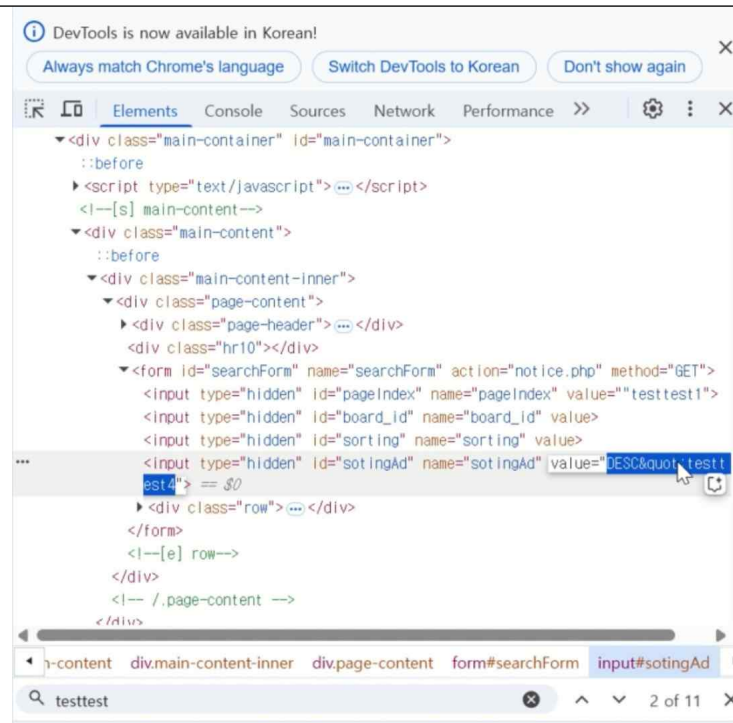 DevTools is now available in Korean!
Always match Chrome's language Switch DevTools to Korean Don't show again
Elements Console Sources Network Performance
<div class="main-container" id="main-container">
::before
<script type="text/javascript"></script>
<!--[s] main-content-->
<div class="main-content">
::before
<div class="main-content-inner">
<div class="page-content">
<div class="page-header"></div>
<div class="hr10"></div>
<form id="searchForm" name="searchForm" action="notice.php" method="GET">
<input type="hidden" id="pageIndex" name="pageIndex" value=""testtest1">
<input type="hidden" id="board_id" name="board_id" value>
<input type="hidden" id="sorting" name="sorting" value>
<input type="hidden" id="sotingAd" name="sotingAd" value="DESC&quot;testt
est4"> == $0
<div class="row"></div>
</form>
<!--[e] row-->
</div>
<!-- /.page-content -->
</div>
n-content div.main-content-inner div.page-content form#searchForm input#sotingAd
testtest 2 of 11